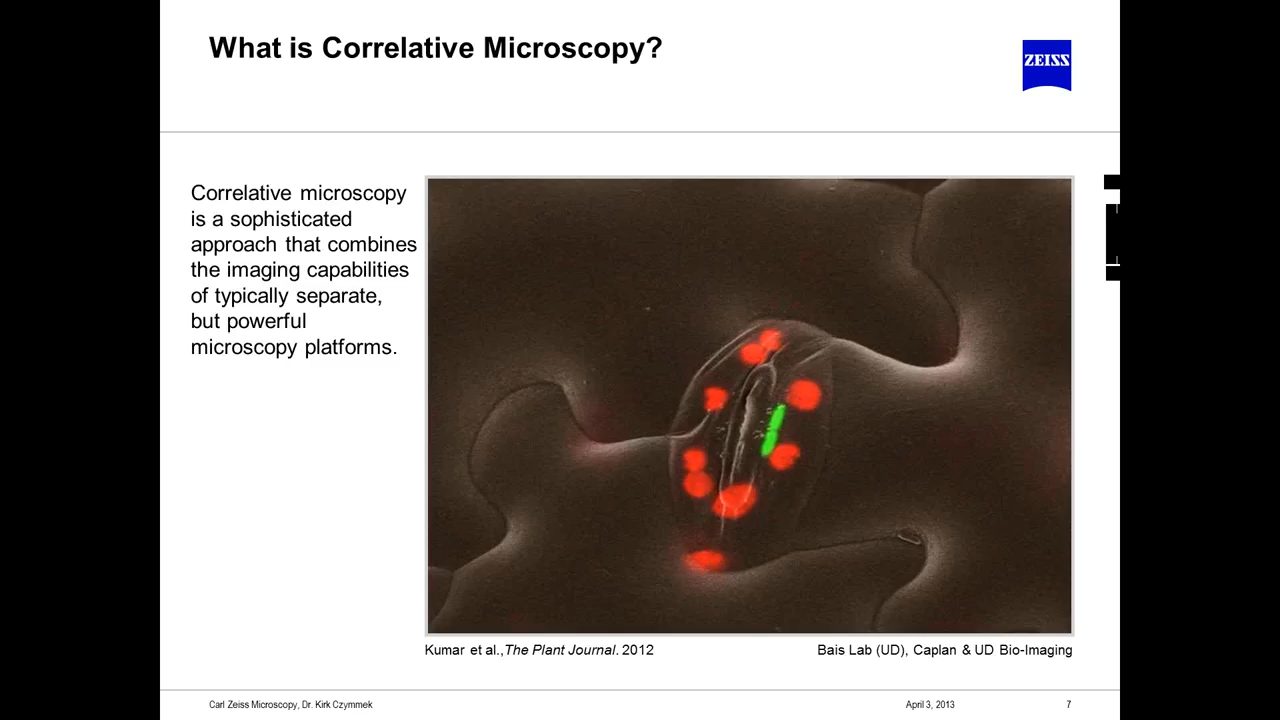 What is Correlative Microscopy?
ZEISS
Correlative microscopy
is a sophisticated
approach that combines
the imaging capabilities
of typically separate,
but powerful
microscopy platforms.
Kumar et al.,The Plant Journal. 2012
Bais Lab (UD), Caplan & UD Bio-Imaging
Carl Zeiss Microscopy, Dr. Kirk Czymmek
April 3, 2013
7